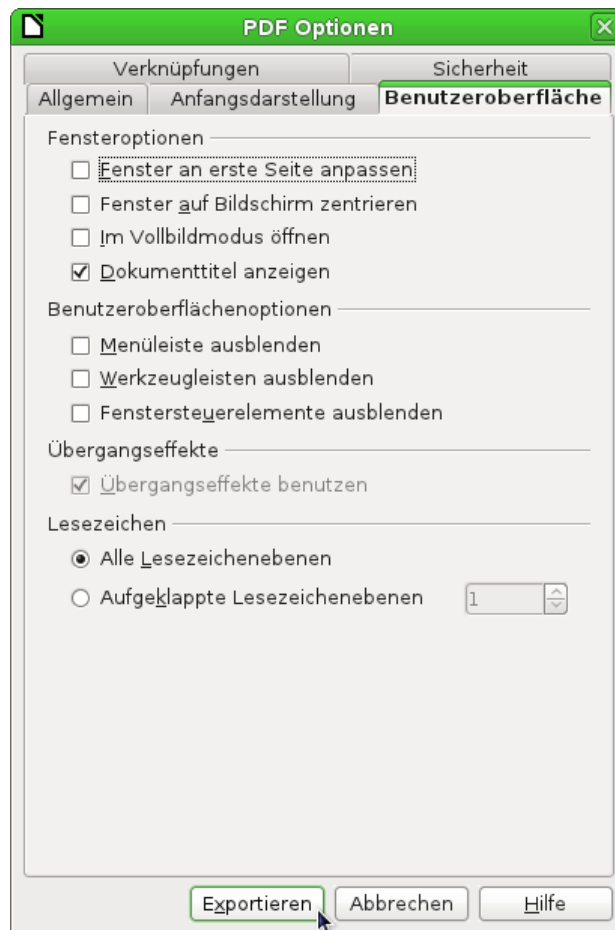 PDF Optionen
Verknüpfungen Sicherheit
Allgemein Anfangsdarstellung Benutzeroberfläche
Fensteroptionen
Fenster an erste Seite anpassen
Fenster auf Bildschirm zentrieren
Im Vollbildmodus öffnen
Dokumenttitel anzeigen
Benutzeroberflächenoptionen
Menüleiste ausblenden
Werkzeugleisten ausblenden
Fenstersteuerelemente ausblenden
Übergangseffekte
Übergangseffekte benutzen
Lesezeichen
Alle Lesezeichenebenen
Aufgeklappte Lesezeichenebenen 1
Exportieren Abbrechen Hilfe